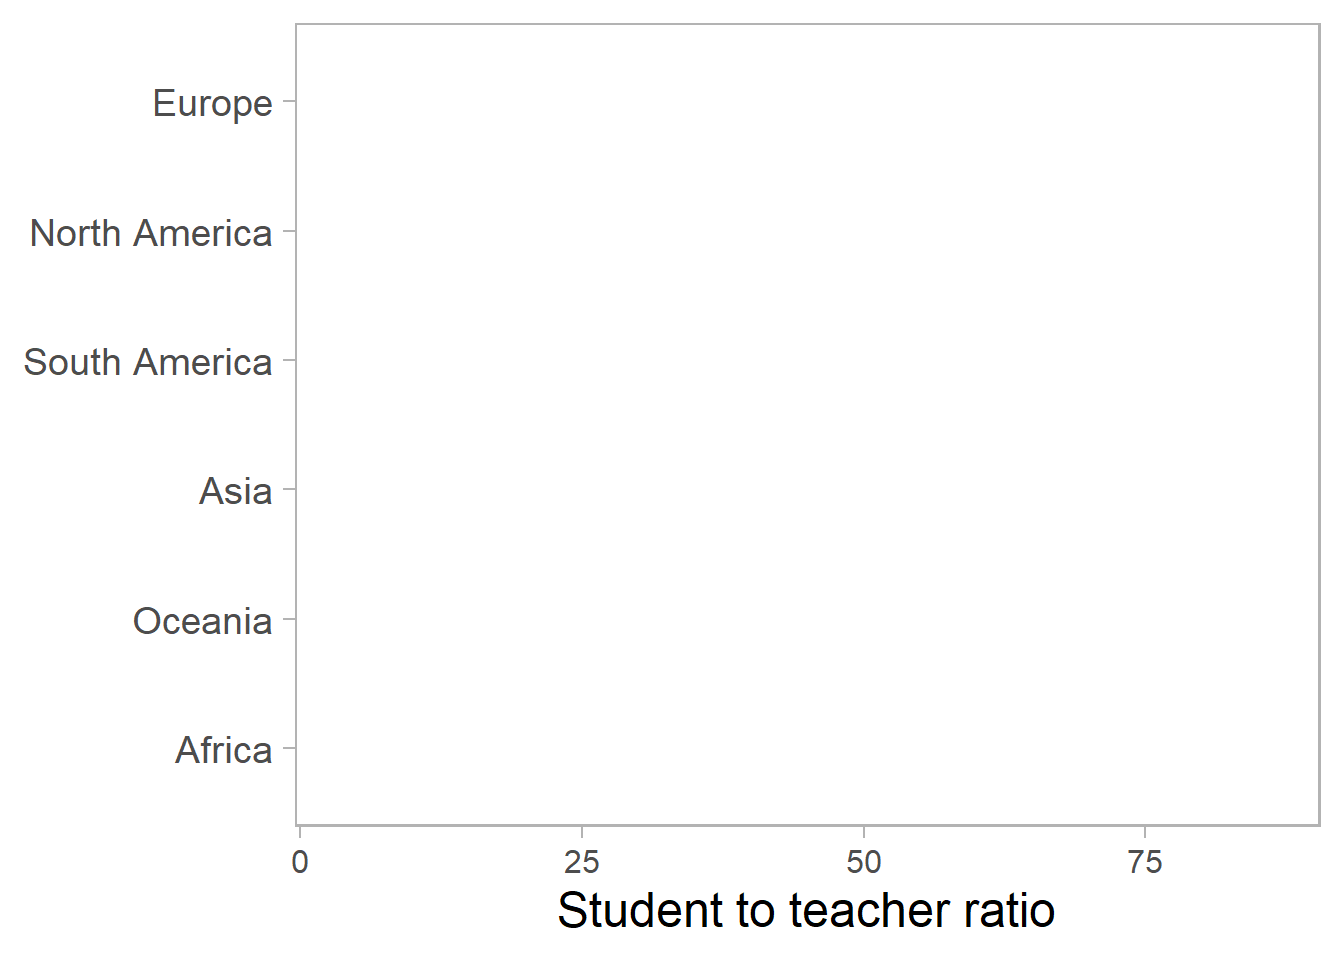 Europe
North America
South America
Asia
Oceania
Africa
0 25 50 75
Student to teacher ratio